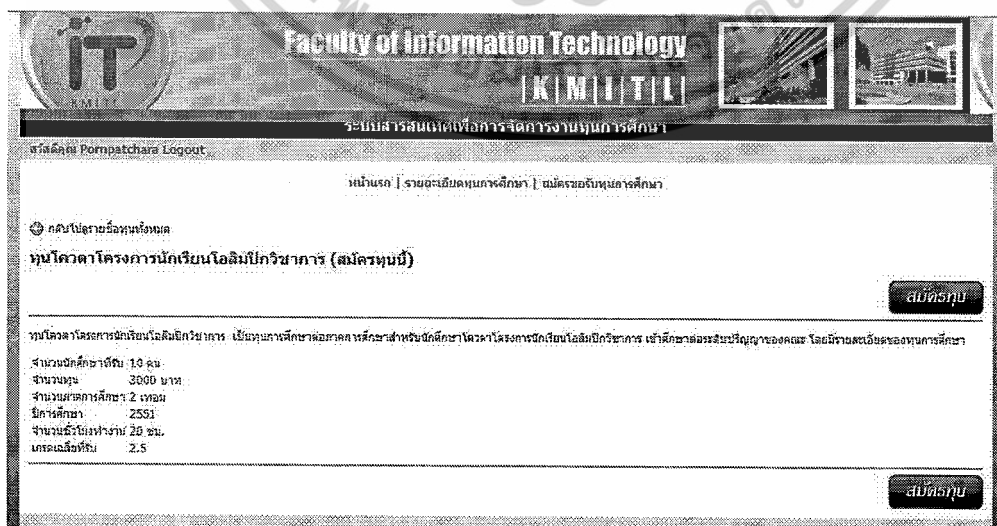 iT
KMITL
Faculty of Information Technology
|K|M|I|T|L|
ระบบสารสนเทศเพื่อการจัดการงานทุนการศึกษา
สวัสดีคุณ Pornpatchara Logout
หน้าแรก | รายละเอียดทุนการศึกษา | สมัครขอรับทุนการศึกษา
กลับไปดูรายชื่อทุนทั้งหมด
ทุนโควตาโครงการนักเรียนโอลิมปิกวิชาการ (สมัครทุนนี้)
สมัครทุน
ทุนโควตาโครงการนักเรียนโอลิมปิกวิชาการ เป็นทุนการศึกษาต่อภาคการศึกษาสำหรับนักศึกษาโควตาโครงการนักเรียนโอลิมปิกวิชาการ เข้าศึกษาต่อระดับปริญญาของคณะ โดยมีรายละเอียดของทุนการศึกษา
จำนวนนักศึกษาที่รับ 10 คน
จำนวนทุน 3000 บาท
จำนวนภาคการศึกษา 2 เทอม
ปีการศึกษา 2551
จำนวนชั่วโมงทำงาน 20 ชม.
เกรดเฉลี่ยที่รับ 2.5
สมัครทุน